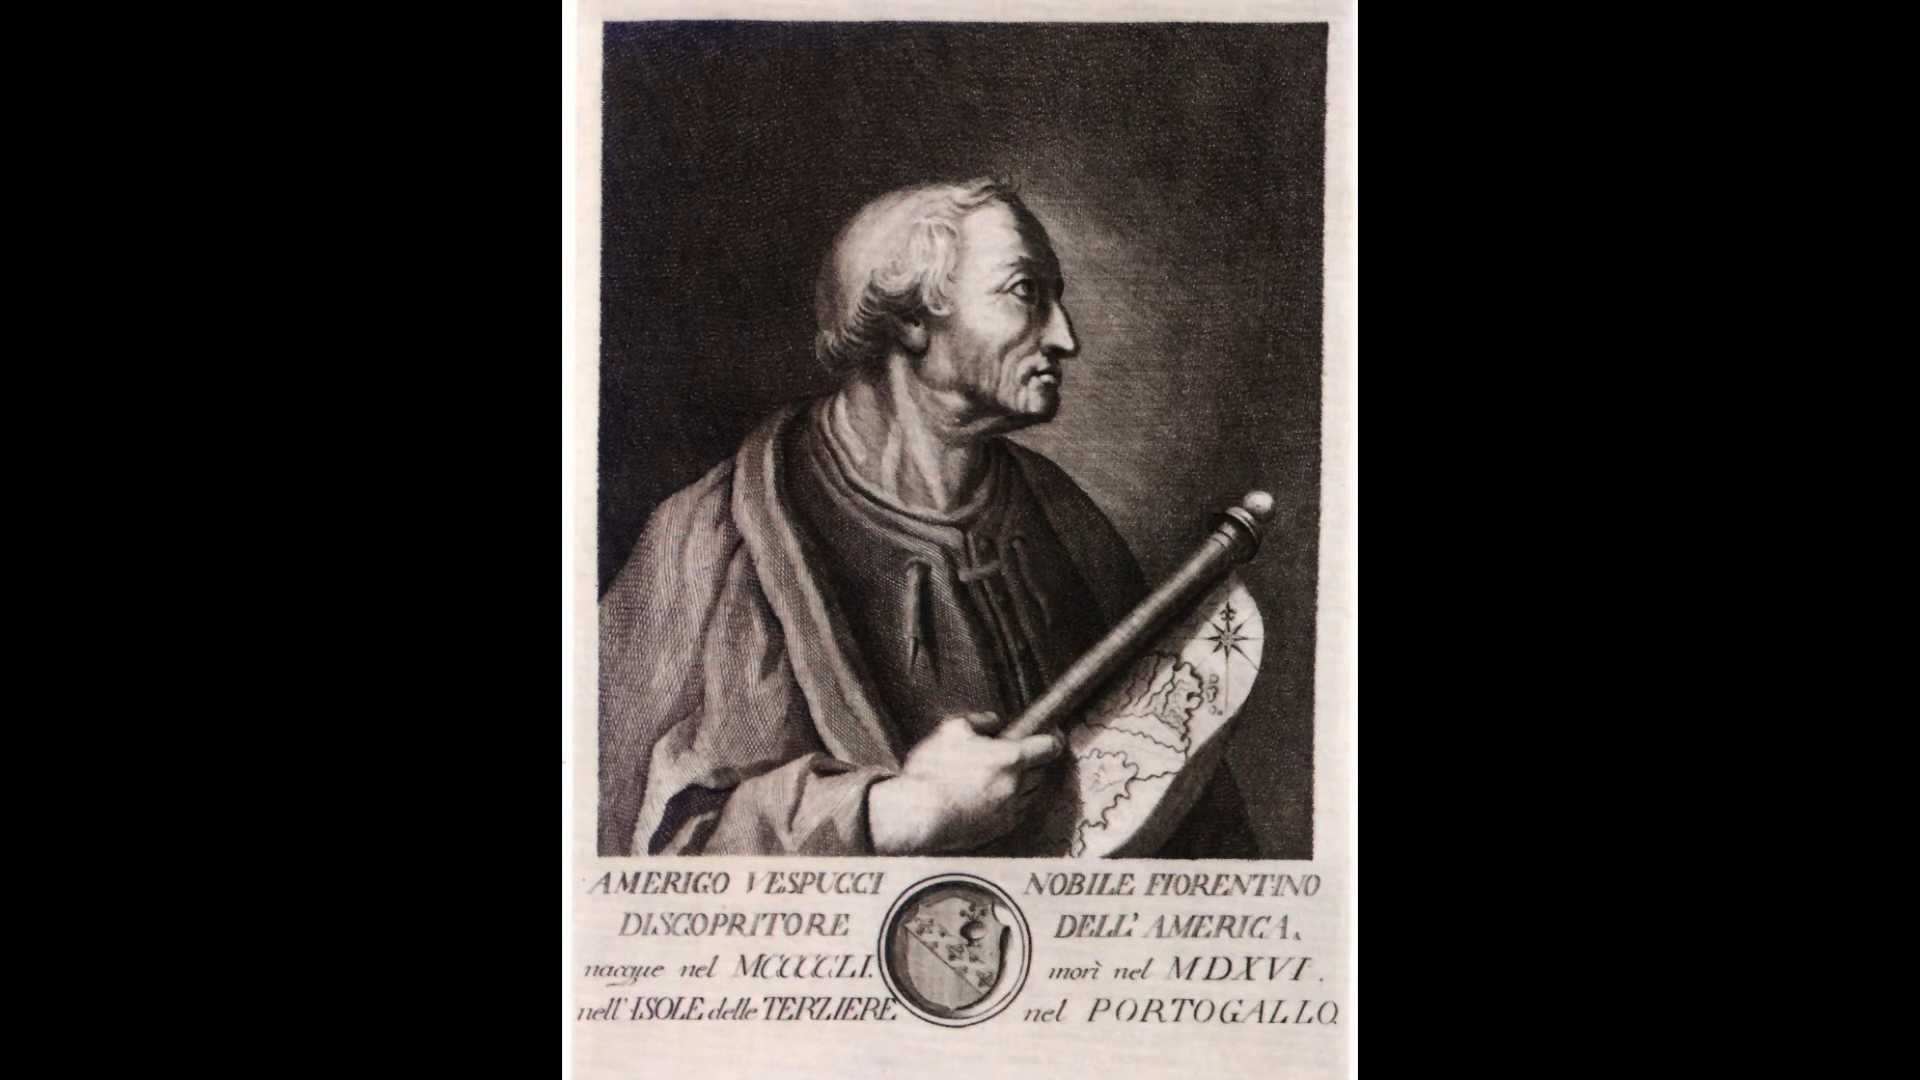 AMERIGO VESPUCCI NOBILE FIORENTINO
DISCOPRITORE DELL' AMERICA.
nacque nel MCCCCLI. morì nel MDXVI.
nell' ISOLE delle TERZIERE nel PORTOGALLO.